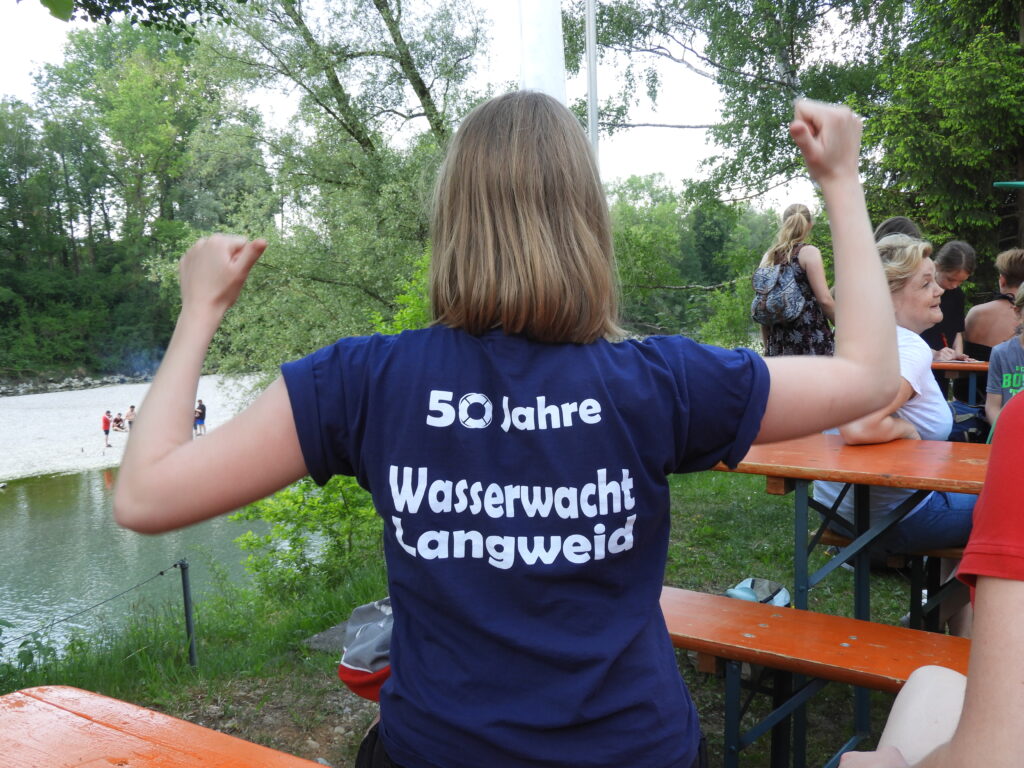 50 Jahre
Wasserwacht
Langweid